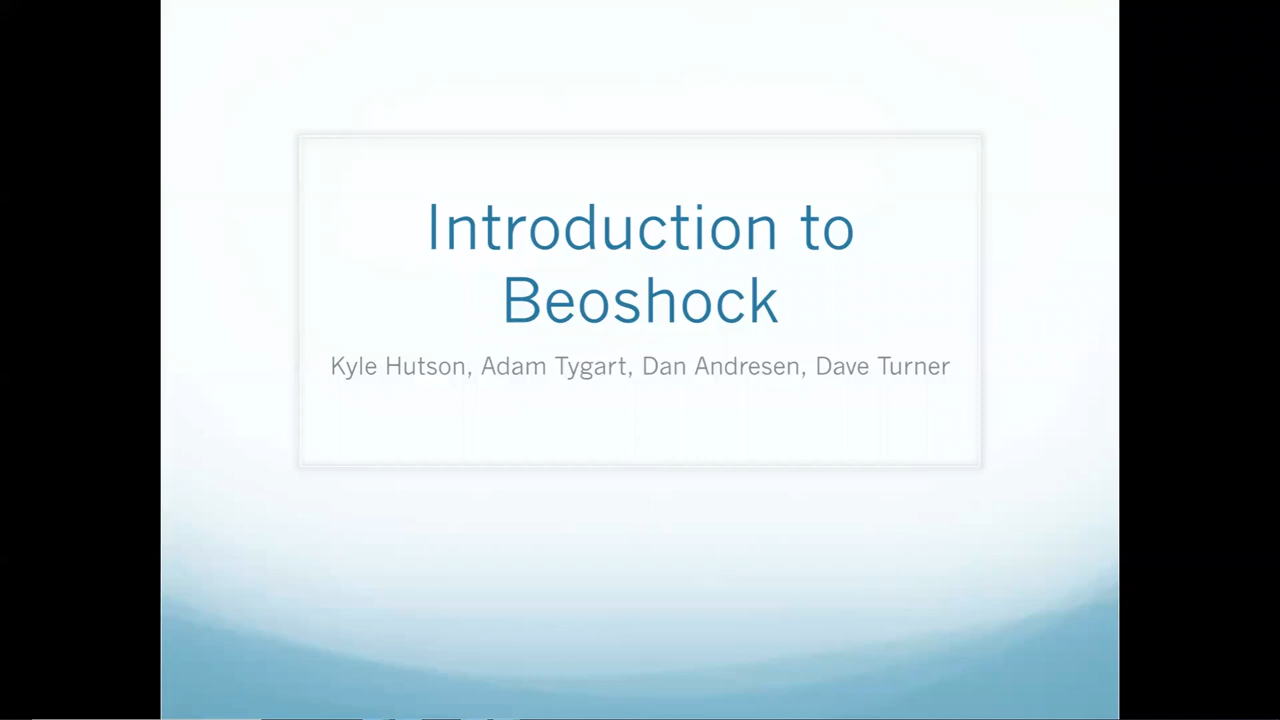 Introduction to
Beoshock
Kyle Hutson, Adam Tygart, Dan Andresen, Dave Turner